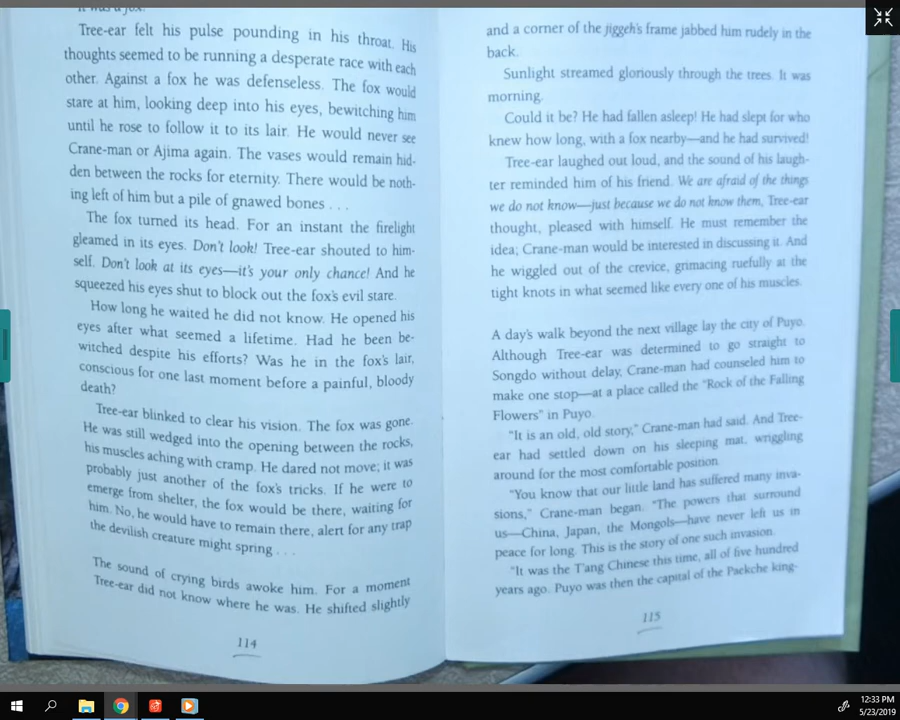 It was a fox.
Tree-ear felt his pulse pounding in his throat. His
thoughts seemed to be running a desperate race with each
other. Against a fox he was defenseless. The fox would
stare at him, looking deep into his eyes, bewitching him
until he rose to follow it to its lair. He would never see
Crane-man or Ajima again. The vases would remain hid-
den between the rocks for eternity. There would be noth-
ing left of him but a pile of gnawed bones . . .
The fox turned its head. For an instant the firelight
gleamed in its eyes. Don't look! Tree-ear shouted to him-
self. Don't look at its eyes—it's your only chance! And he
squeezed his eyes shut to block out the fox's evil stare.
How long he waited he did not know. He opened his
eyes after what seemed a lifetime. Had he been be-
witched despite his efforts? Was he in the fox's lair,
conscious for one last moment before a painful, bloody
death?
Tree-ear blinked to clear his vision. The fox was gone.
He was still wedged into the opening between the rocks,
his muscles aching with cramp. He dared not move; it was
probably just another of the fox's tricks. If he were to
emerge from shelter, the fox would be there, waiting for
him. No, he would have to remain there, alert for any trap
the devilish creature might spring . . .
The sound of crying birds awoke him. For a moment
Tree-ear did not know where he was. He shifted slightly
114
and a corner of the jiggeh's frame jabbed him rudely in the
back.
Sunlight streamed gloriously through the trees. It was
morning.
Could it be? He had fallen asleep! He had slept for who
knew how long, with a fox nearby—and he had survived!
Tree-ear laughed out loud, and the sound of his laugh-
ter reminded him of his friend. We are afraid of the things
we do not know—just because we do not know them, Tree-ear
thought, pleased with himself. He must remember the
idea; Crane-man would be interested in discussing it. And
he wiggled out of the crevice, grimacing ruefully at the
tight knots in what seemed like every one of his muscles.
A day's walk beyond the next village lay the city of Puyo.
Although Tree-ear was determined to go straight to
Songdo without delay, Crane-man had counseled him to
make one stop—at a place called the "Rock of the Falling
Flowers" in Puyo.
"It is an old, old story," Crane-man had said. And Tree-
ear had settled down on his sleeping mat, wriggling
around for the most comfortable position.
"You know that our little land has suffered many inva-
sions," Crane-man began. "The powers that surround
us—China, Japan, the Mongols—have never left us in
peace for long. This is the story of one such invasion.
"It was the T'ang Chinese this time, all of five hundred
years ago. Puyo was then the capital of the Paekche king-
115
12:33 PM
5/23/2019